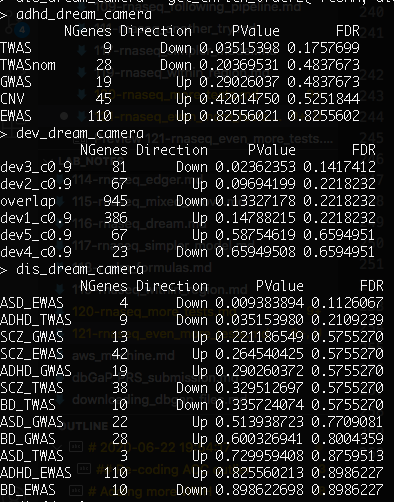 > adhd_dream_camera
NGenes Direction PValue FDR
TWAS 9 Down 0.03515398 0.1757699
TWASnom 28 Down 0.20369531 0.4837673
GWAS 19 Up 0.29026037 0.4837673
CNV 45 Up 0.42014750 0.5251844
EWAS 110 Up 0.82556021 0.8255602
> dev_dream_camera
NGenes Direction PValue FDR
dev3_c0.9 81 Down 0.02362353 0.1417412
dev2_c0.9 67 Up 0.09694199 0.2218232
overlap 945 Down 0.13327178 0.2218232
dev1_c0.9 386 Up 0.14788215 0.2218232
dev5_c0.9 67 Up 0.58754619 0.6594951
dev4_c0.9 23 Down 0.65949508 0.6594951
> dis_dream_camera
NGenes Direction PValue FDR
ASD_EWAS 4 Down 0.009383894 0.1126067
ADHD_TWAS 9 Down 0.035153980 0.2109239
SCZ_GWAS 13 Up 0.221186549 0.5755270
SCZ_EWAS 42 Up 0.264540425 0.5755270
ADHD_GWAS 19 Up 0.290260372 0.5755270
SCZ_TWAS 38 Down 0.329512697 0.5755270
BD_TWAS 10 Down 0.335724074 0.5755270
ASD_GWAS 22 Up 0.513938723 0.7709081
BD_GWAS 28 Up 0.600326941 0.8004359
ASD_TWAS 3 Up 0.729959408 0.8759513
ADHD_EWAS 110 Up 0.825560213 0.8986227
BD_EWAS 10 Down 0.898622698 0.8986227